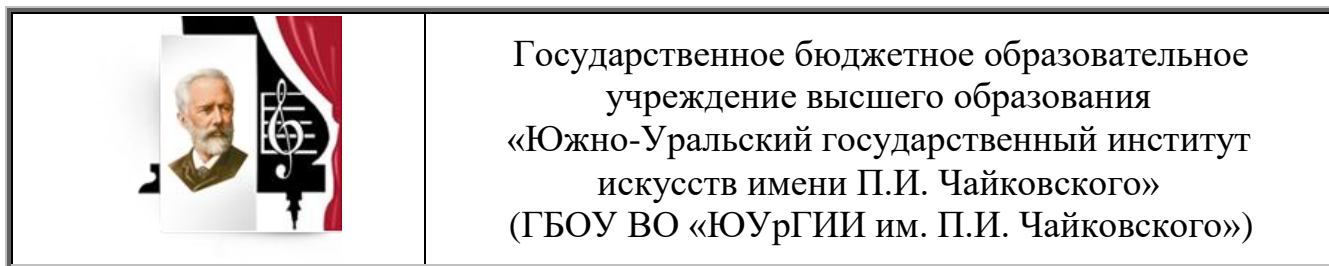 Государственное бюджетное образовательное
учреждение высшего образования
«Южно-Уральский государственный институт
искусств имени П.И. Чайковского»
(ГБОУ ВО «ЮУрГИИ им. П.И. Чайковского»)